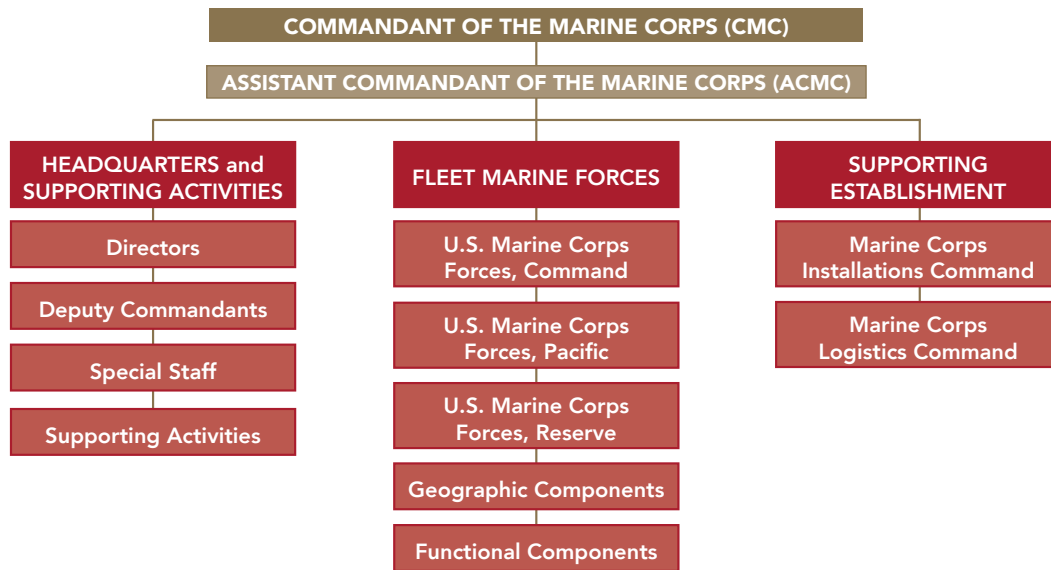 COMMANDANT OF THE MARINE CORPS (CMC)
ASSISTANT COMMANDANT OF THE MARINE CORPS (ACMC)
HEADQUARTERS and
SUPPORTING ACTIVITIES
Directors
Deputy Commandants
Special Staff
Supporting Activities
FLEET MARINE FORCES
U.S. Marine Corps
Forces, Command
U.S. Marine Corps
Forces, Pacific
U.S. Marine Corps
Forces, Reserve
Geographic Components
Functional Components
SUPPORTING
ESTABLISHMENT
Marine Corps
Installations Command
Marine Corps
Logistics Command